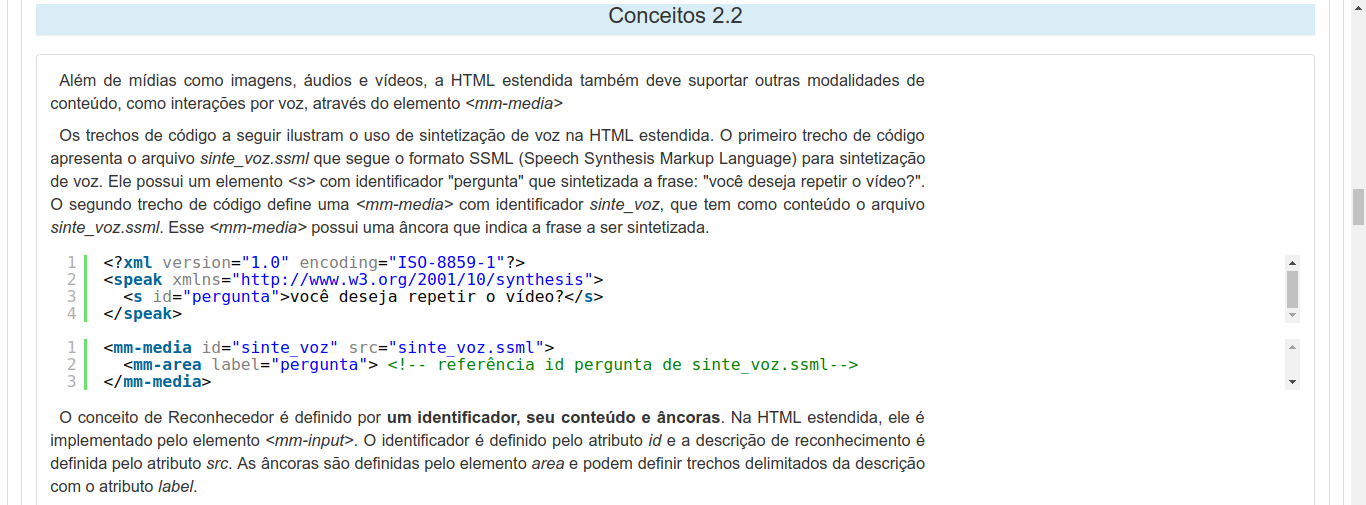 Conceitos 2.2
Além de mídias como imagens, áudios e vídeos, a HTML estendida também deve suportar outras modalidades de
conteúdo, como interações por voz, através do elemento <mm-media>
Os trechos de código a seguir ilustram o uso de sintetização de voz na HTML estendida. O primeiro trecho de código
apresenta o arquivo sinte_voz.ssml que segue o formato SSML (Speech Synthesis Markup Language) para sintetização
de voz. Ele possui um elemento <s> com identificador "pergunta" que sintetizada a frase: "você deseja repetir o vídeo?".
O segundo trecho de código define uma <mm-media> com identificador sinte_voz, que tem como conteúdo o arquivo
sinte_voz.ssml. Esse <mm-media> possui uma âncora que indica a frase a ser sintetizada.
1 <?xml version="1.0" encoding="ISO-8859-1"?>
2 <speak xmlns="http://www.w3.org/2001/10/synthesis">
3   <s id="pergunta">você deseja repetir o vídeo?</s>
4 </speak>
1 <mm-media id="sinte_voz" src="sinte_voz.ssml">
2   <mm-area label="pergunta"> <!-- referência id pergunta de sinte_voz.ssml-->
3 </mm-media>
O conceito de Reconhecedor é definido por um identificador, seu conteúdo e âncoras. Na HTML estendida, ele é
implementado pelo elemento <mm-input>. O identificador é definido pelo atributo id e a descrição de reconhecimento é
definida pelo atributo src. As âncoras são definidas pelo elemento area e podem definir trechos delimitados da descrição
com o atributo label.